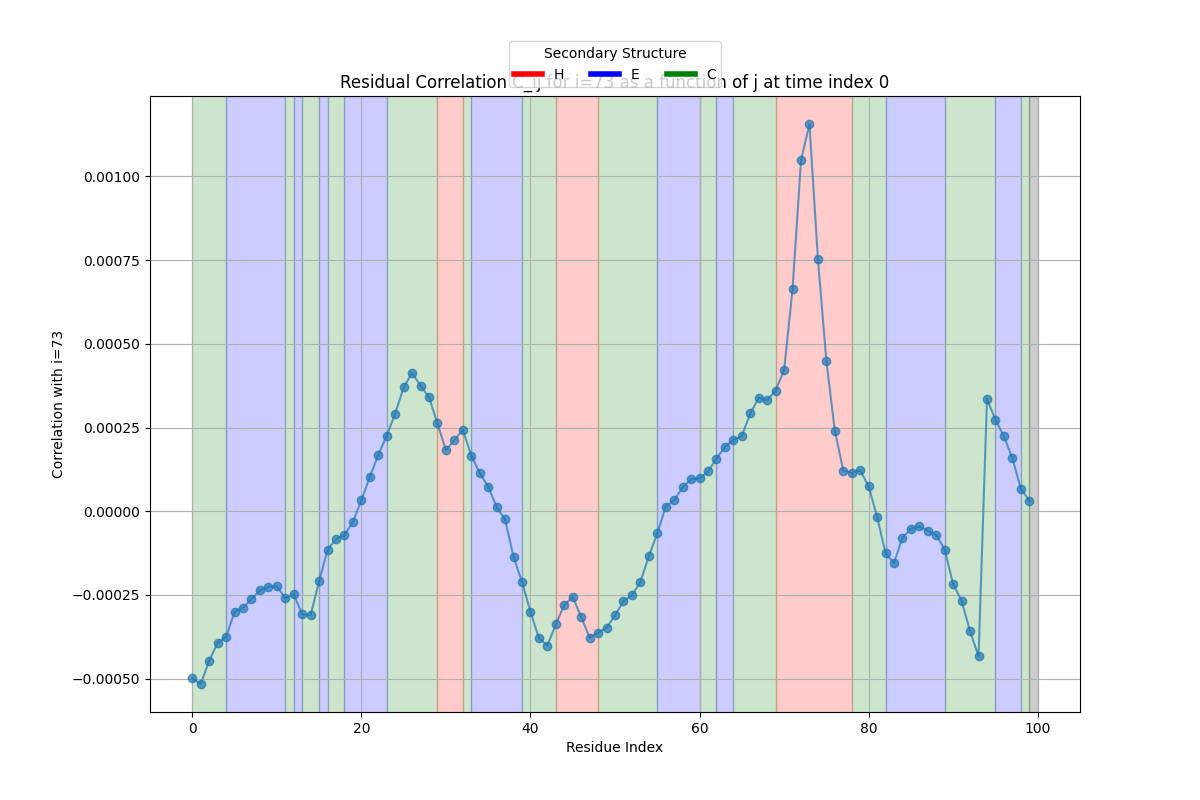 Secondary Structure
H E C
Residual Correlation C_ij for i=73 as a function of j at time index 0
0.00100
0.00075
0.00050
0.00025
0.00000
−0.00025
−0.00050
Correlation with i=73
0 20 40 60 80 100
Residue Index